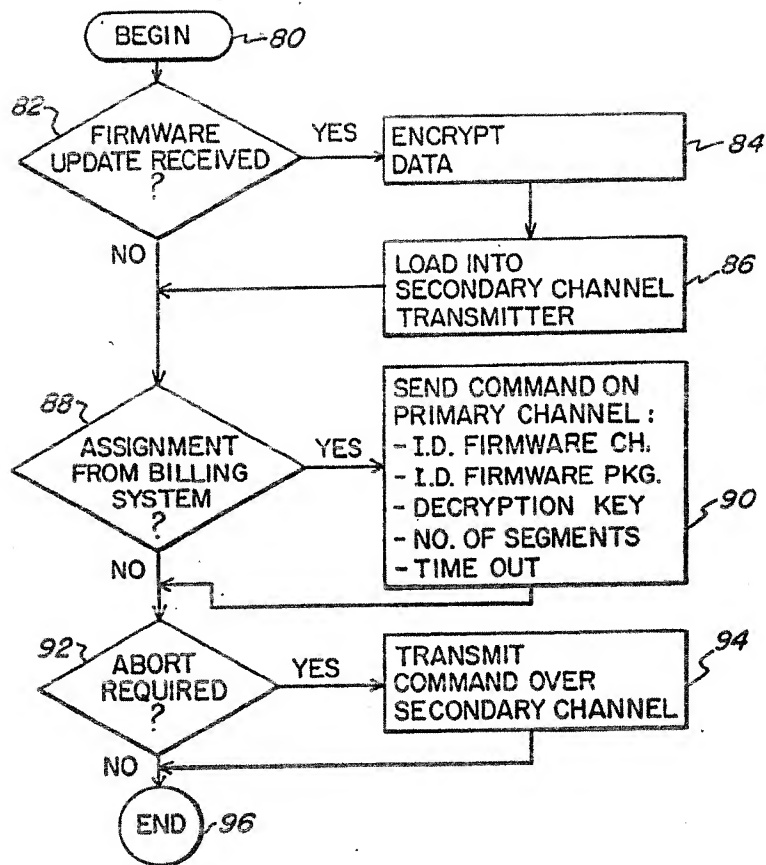 BEGIN
80
82
FIRMWARE
UPDATE RECEIVED
?
YES
ENCRYPT
DATA
84
NO
LOAD INTO
SECONDARY CHANNEL
TRANSMITTER
86
88
ASSIGNMENT
FROM BILLING
SYSTEM
?
YES
SEND COMMAND ON
PRIMARY CHANNEL :
- I.D. FIRMWARE CH.
- I.D. FIRMWARE PKG.
- DECRYPTION KEY
- NO. OF SEGMENTS
- TIME OUT
90
NO
92
ABORT
REQUIRED
?
YES
TRANSMIT
COMMAND OVER
SECONDARY CHANNEL
94
NO
END
96